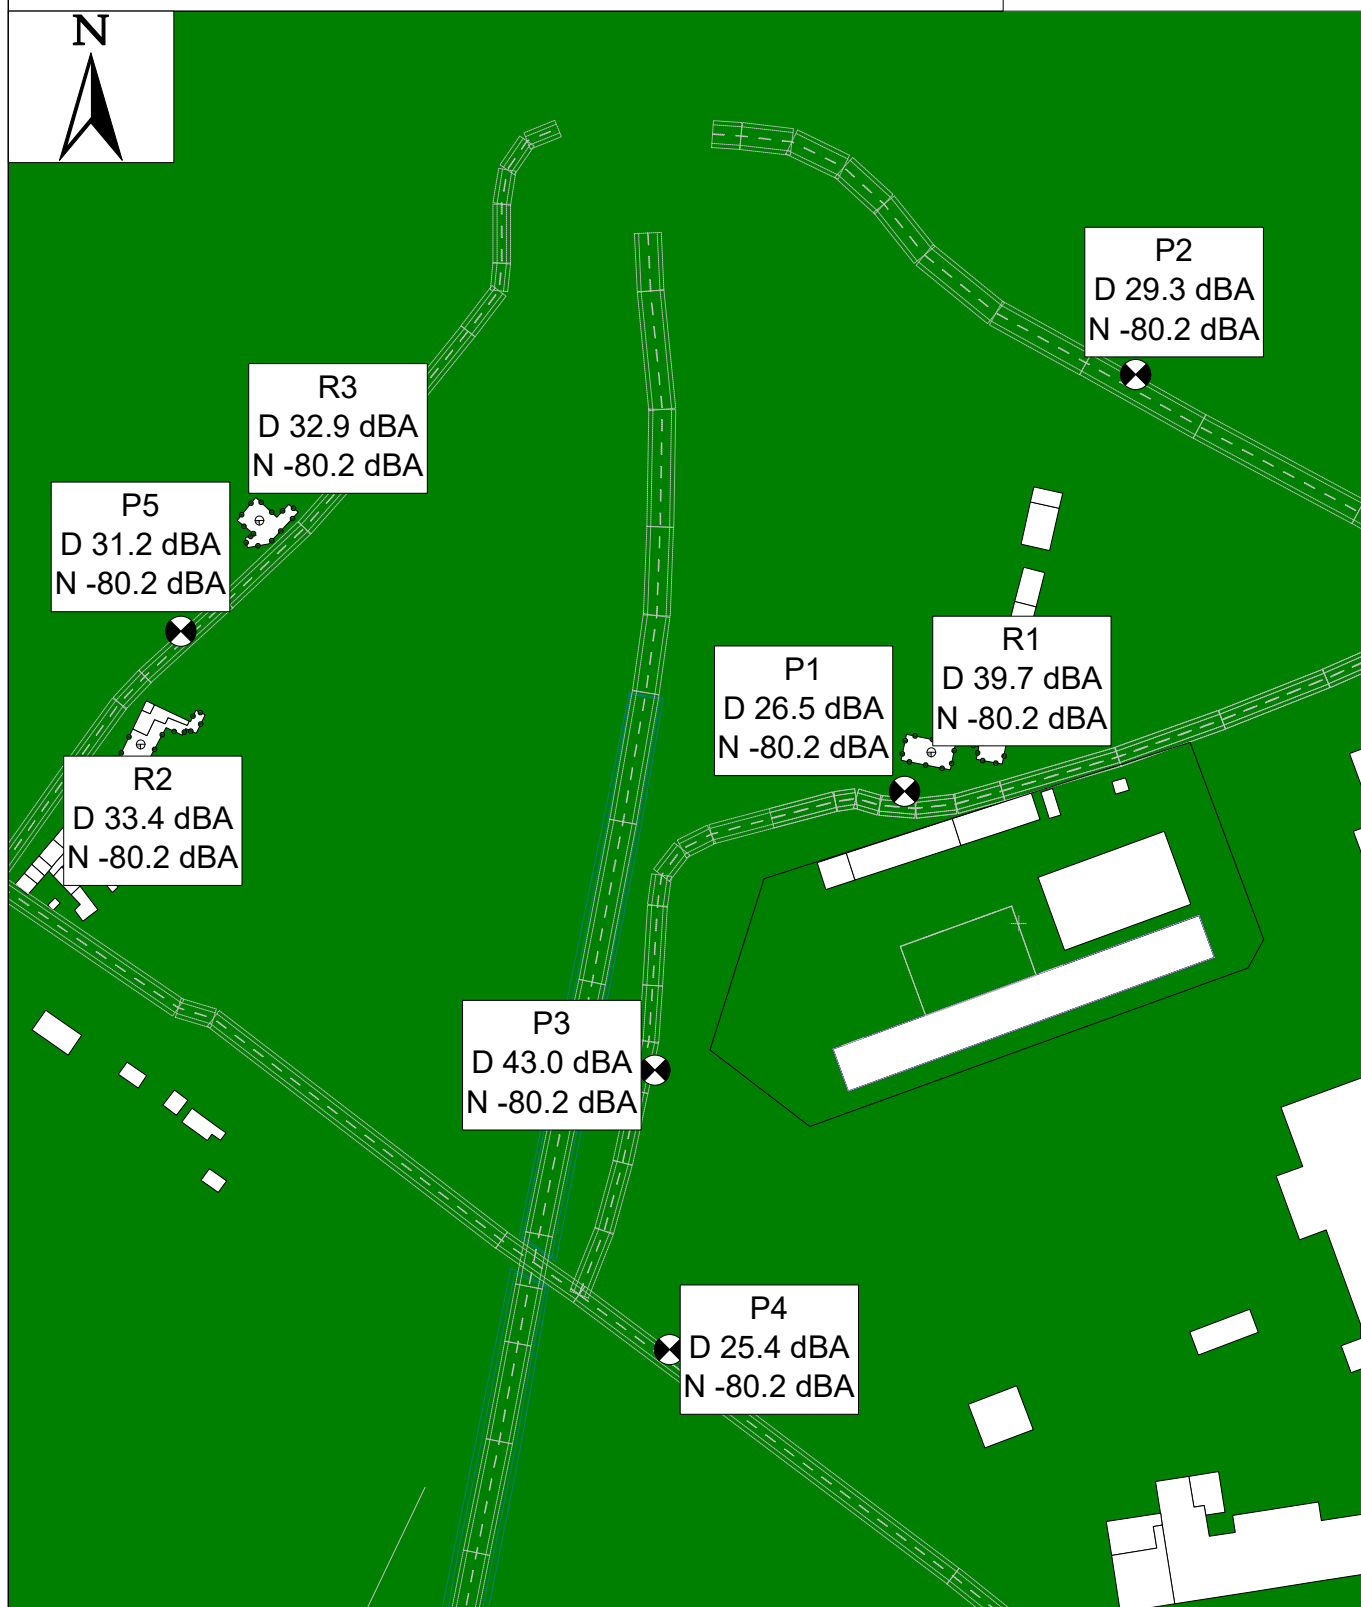 N
P2
D 29.3 dBA
N -80.2 dBA
R3
D 32.9 dBA
N -80.2 dBA
P5
D 31.2 dBA
N -80.2 dBA
R1
D 39.7 dBA
N -80.2 dBA
P1
D 26.5 dBA
N -80.2 dBA
R2
D 33.4 dBA
N -80.2 dBA
P3
D 43.0 dBA
N -80.2 dBA
P4
D 25.4 dBA
N -80.2 dBA